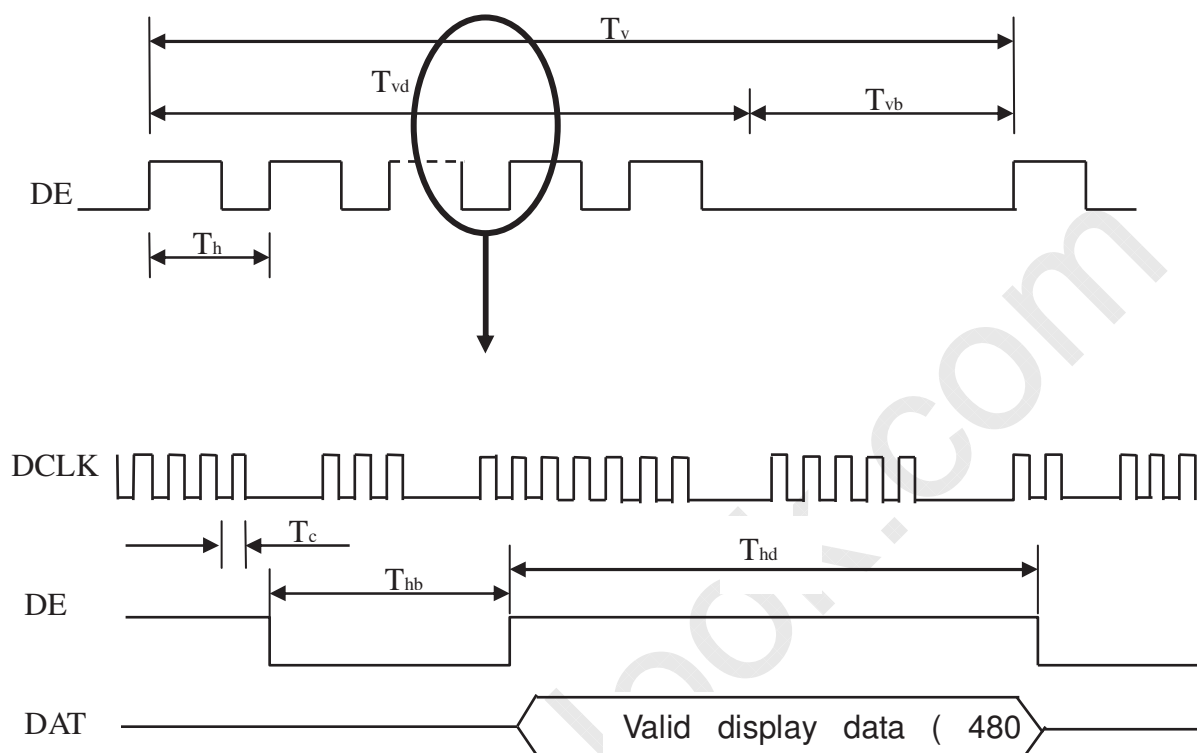 Tv
Tvd
Tvb
DE
Th
DCLK
Tc
Thd
Thb
DE
DAT
Valid display data ( 480